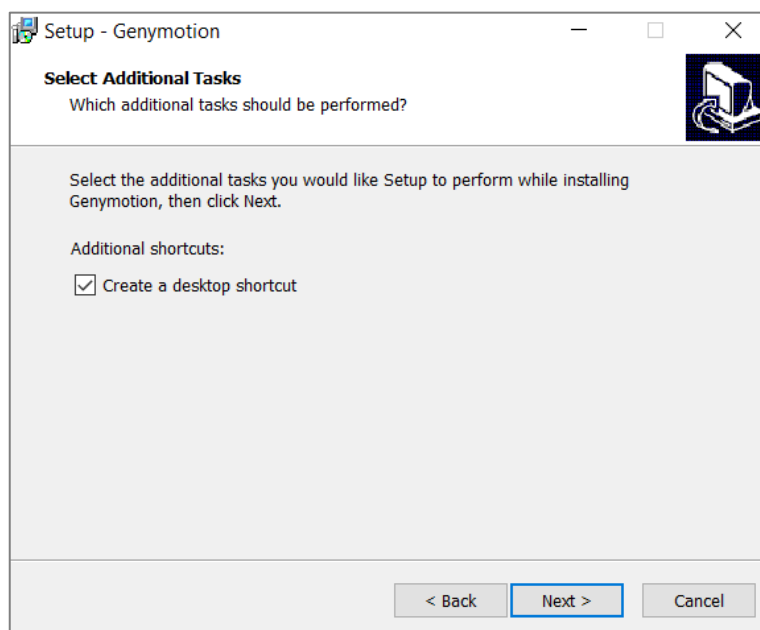 Setup - Genymotion
Select Additional Tasks
Which additional tasks should be performed?
Select the additional tasks you would like Setup to perform while installing
Genymotion, then click Next.
Additional shortcuts:
Create a desktop shortcut
< Back
Next >
Cancel